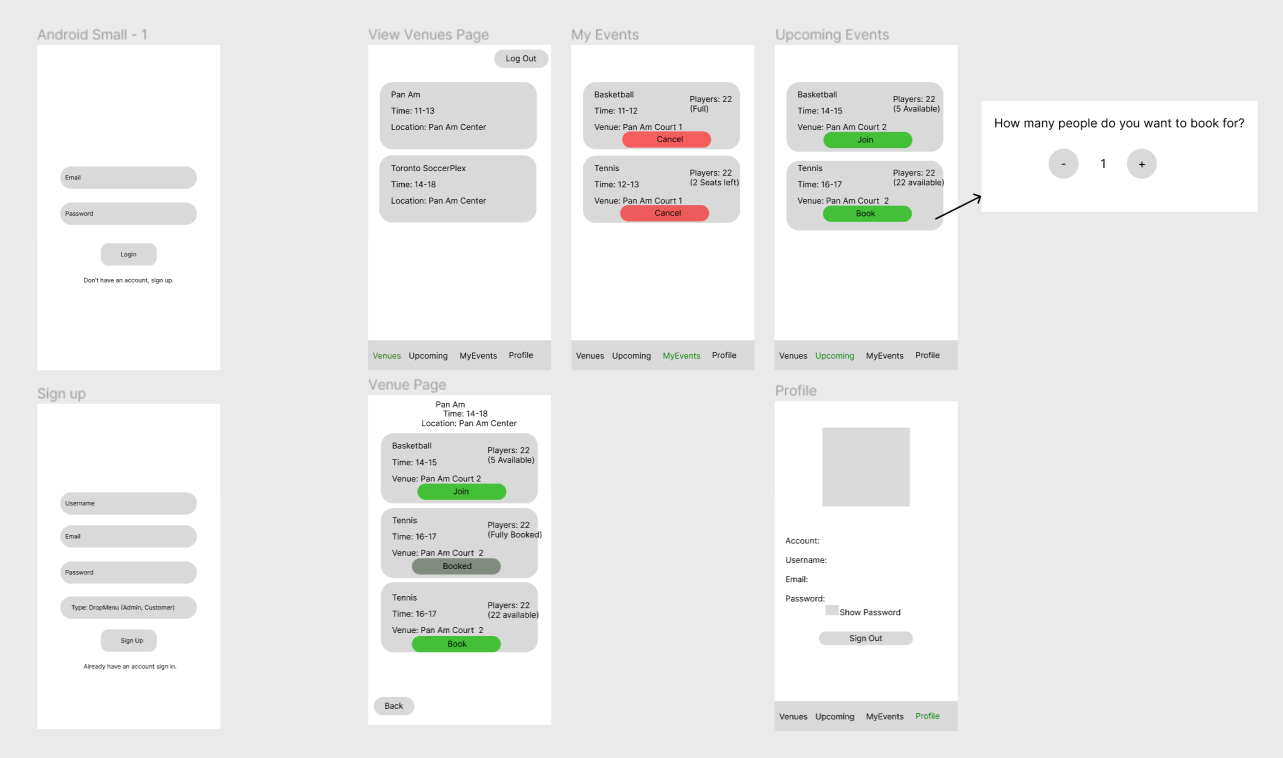 Android Small - 1
Email
Password
Login
Don't have an account, sign up.
View Venues Page
Log Out
Pan Am
Time: 11-13
Location: Pan Am Center
Toronto SoccerPlex
Time: 14-18
Location: Pan Am Center
Venues Upcoming MyEvents Profile
My Events
Basketball
Players: 22
(Full)
Time: 11-12
Venue: Pan Am Court 1
Cancel
Tennis
Players: 22
(2 Seats left)
Time: 12-13
Venue: Pan Am Court 1
Cancel
Venues Upcoming MyEvents Profile
Upcoming Events
Basketball
Players: 22
(5 Available)
Time: 14-15
Venue: Pan Am Court 2
Join
Tennis
Players: 22
(22 available)
Time: 16-17
Venue: Pan Am Court 2
Book
Venues Upcoming MyEvents Profile
How many people do you want to book for?
- 1 +
Sign up
Username
Email
Password
Type: DropMenu (Admin, Customer)
Sign Up
Already have an account sign in.
Venue Page
Pan Am
Time: 14-18
Location: Pan Am Center
Basketball
Players: 22
(5 Available)
Time: 14-15
Venue: Pan Am Court 2
Join
Tennis
Players: 22
(Fully Booked)
Time: 16-17
Venue: Pan Am Court 2
Booked
Tennis
Players: 22
(22 available)
Time: 16-17
Venue: Pan Am Court 2
Book
Back
Profile
Account:
Username:
Email:
Password:
Show Password
Sign Out
Venues Upcoming MyEvents Profile